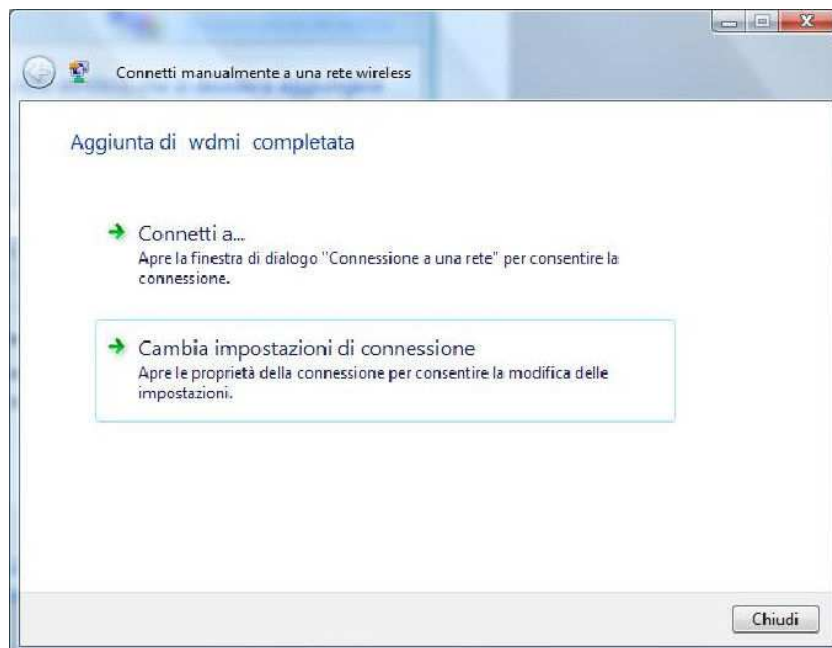 Connetti manualmente a una rete wireless
Aggiunta di wdmi completata
Connetti a...
Apre la finestra di dialogo "Connessione a una rete" per consentire la
connessione.
Cambia impostazioni di connessione
Apre le proprietà della connessione per consentire la modifica delle
impostazioni.
Chiudi